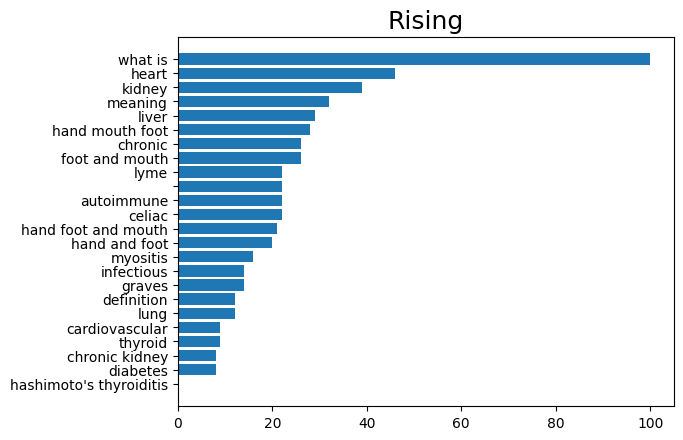 Rising
what is
heart
kidney
meaning
liver
hand mouth foot
chronic
foot and mouth
lyme
autoimmune
celiac
hand foot and mouth
hand and foot
myositis
infectious
graves
definition
lung
cardiovascular
thyroid
chronic kidney
diabetes
hashimoto's thyroiditis
0 20 40 60 80 100